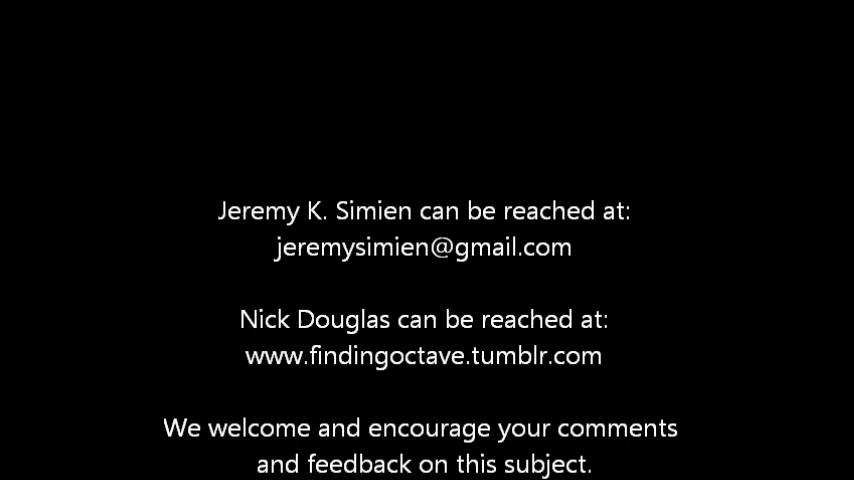 Jeremy K. Simien can be reached at:
jeremysimien@gmail.com
Nick Douglas can be reached at:
www.findingoctave.tumblr.com
We welcome and encourage your comments
and feedback on this subject.